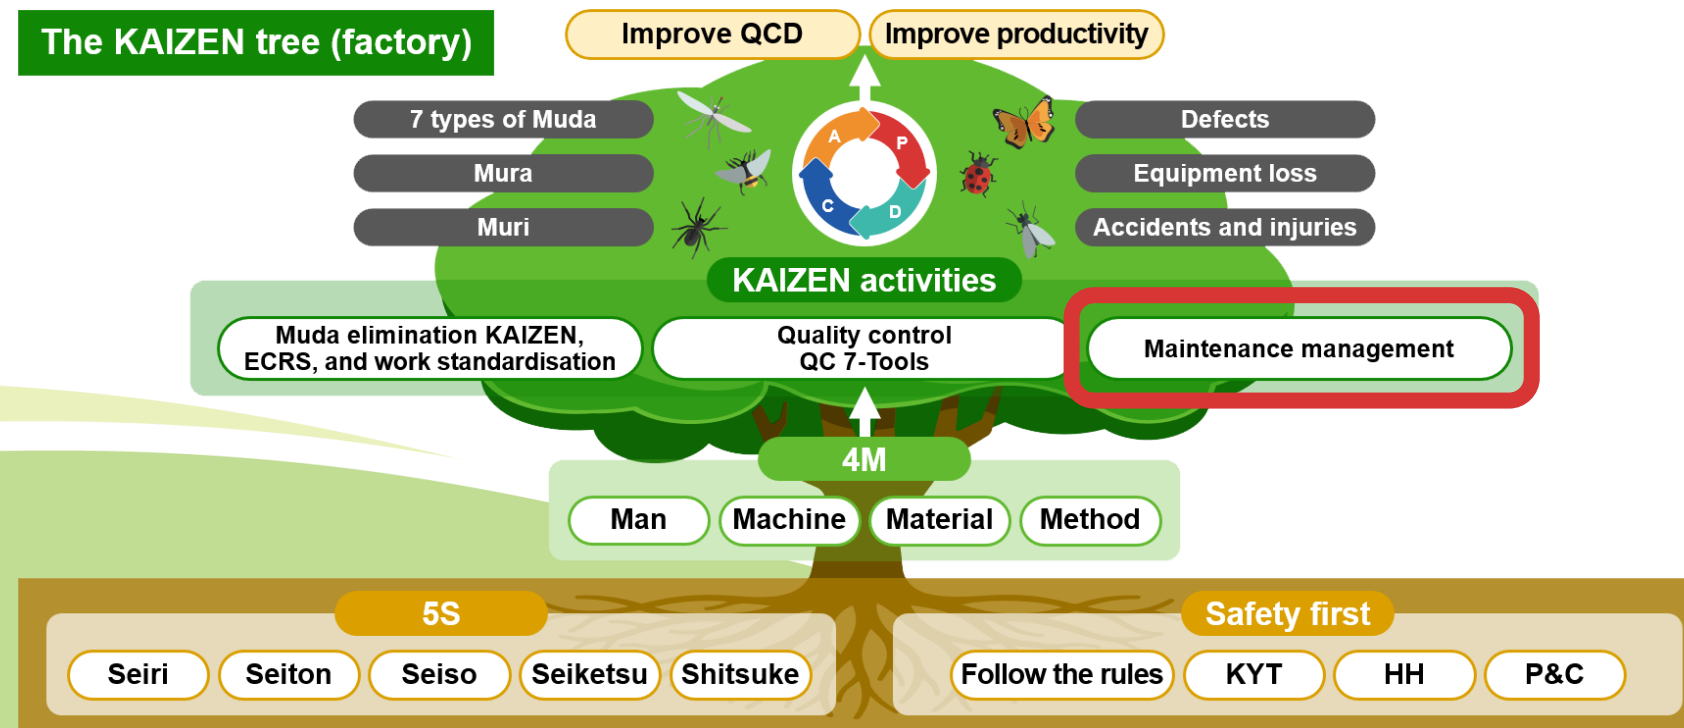 The KAIZEN tree (factory)
Improve QCD
Improve productivity
7 types of Muda
Mura
Muri
Defects
Equipment loss
Accidents and injuries
A
P
C
D
KAIZEN activities
Muda elimination KAIZEN,
ECRS, and work standardisation
Quality control
QC 7-Tools
Maintenance management
4M
Man
Machine
Material
Method
5S
Seiri
Seiton
Seiso
Seiketsu
Shitsuke
Safety first
Follow the rules
KYT
HH
P&C